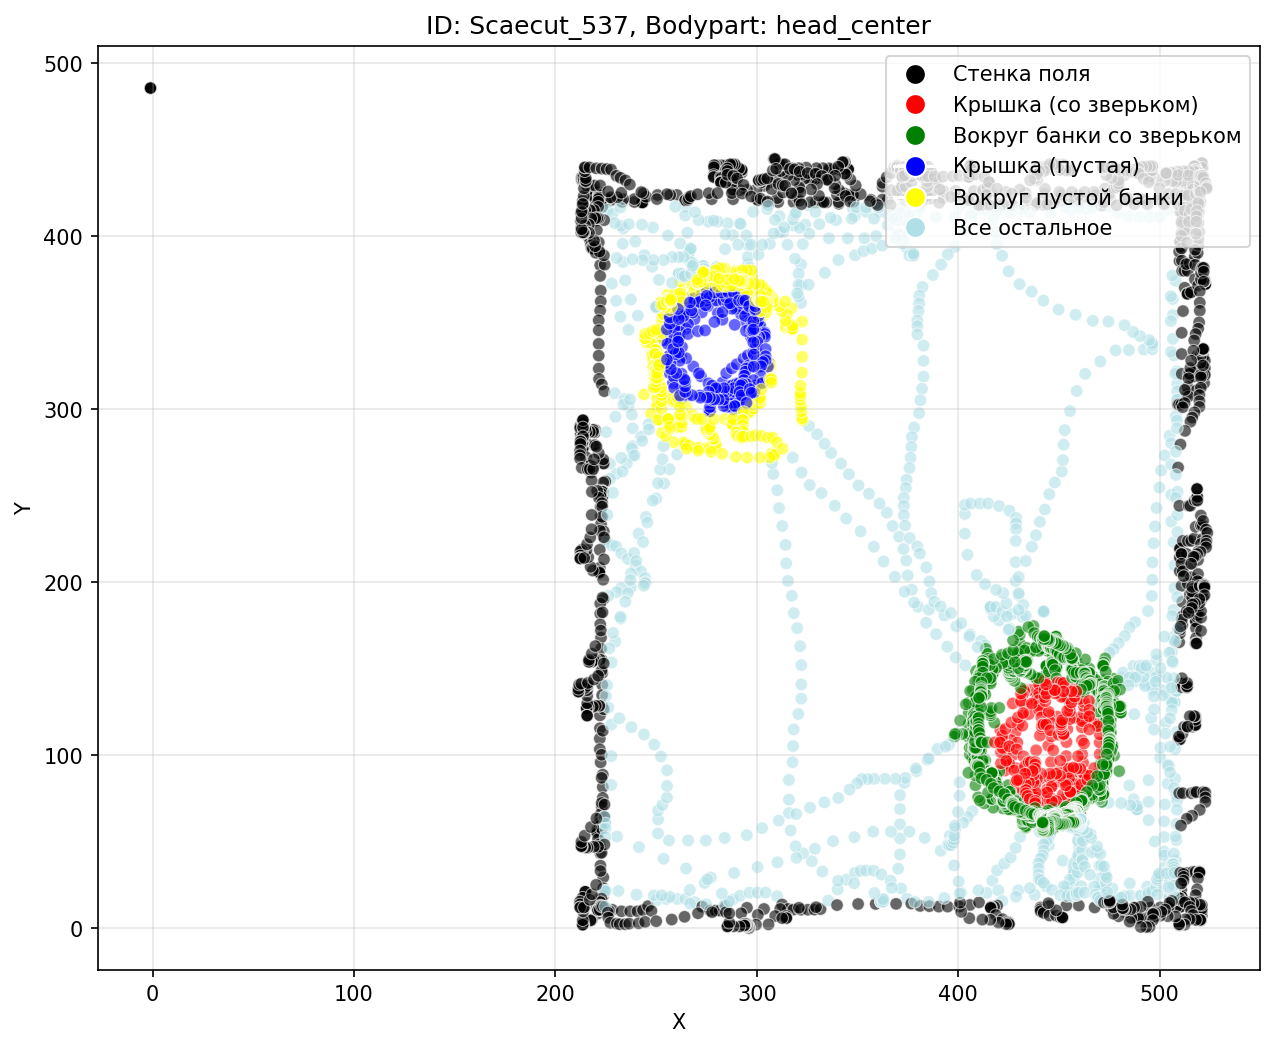 ID: Scaecut_537, Bodypart: head_center
500
400
300
200
100
0
Y
0
100
200
300
400
500
X
Стенка поля
Крышка (со зверьком)
Вокруг банки со зверьком
Крышка (пустая)
Вокруг пустой банки
Все остальное